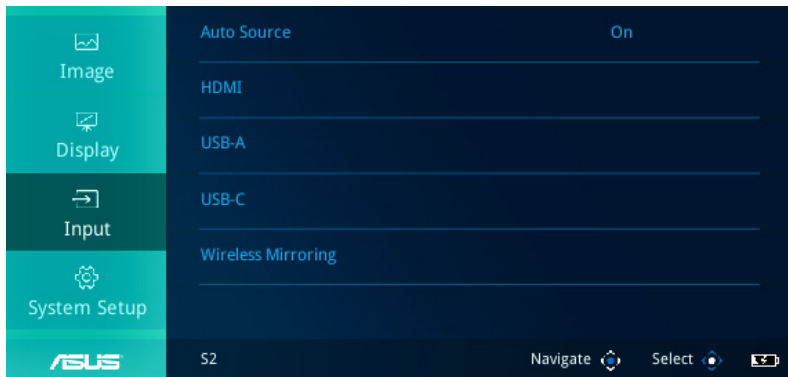 Image
Display
Input
System Setup
Auto Source On
HDMI
USB-A
USB-C
Wireless Mirroring
ASUS S2 Navigate Select